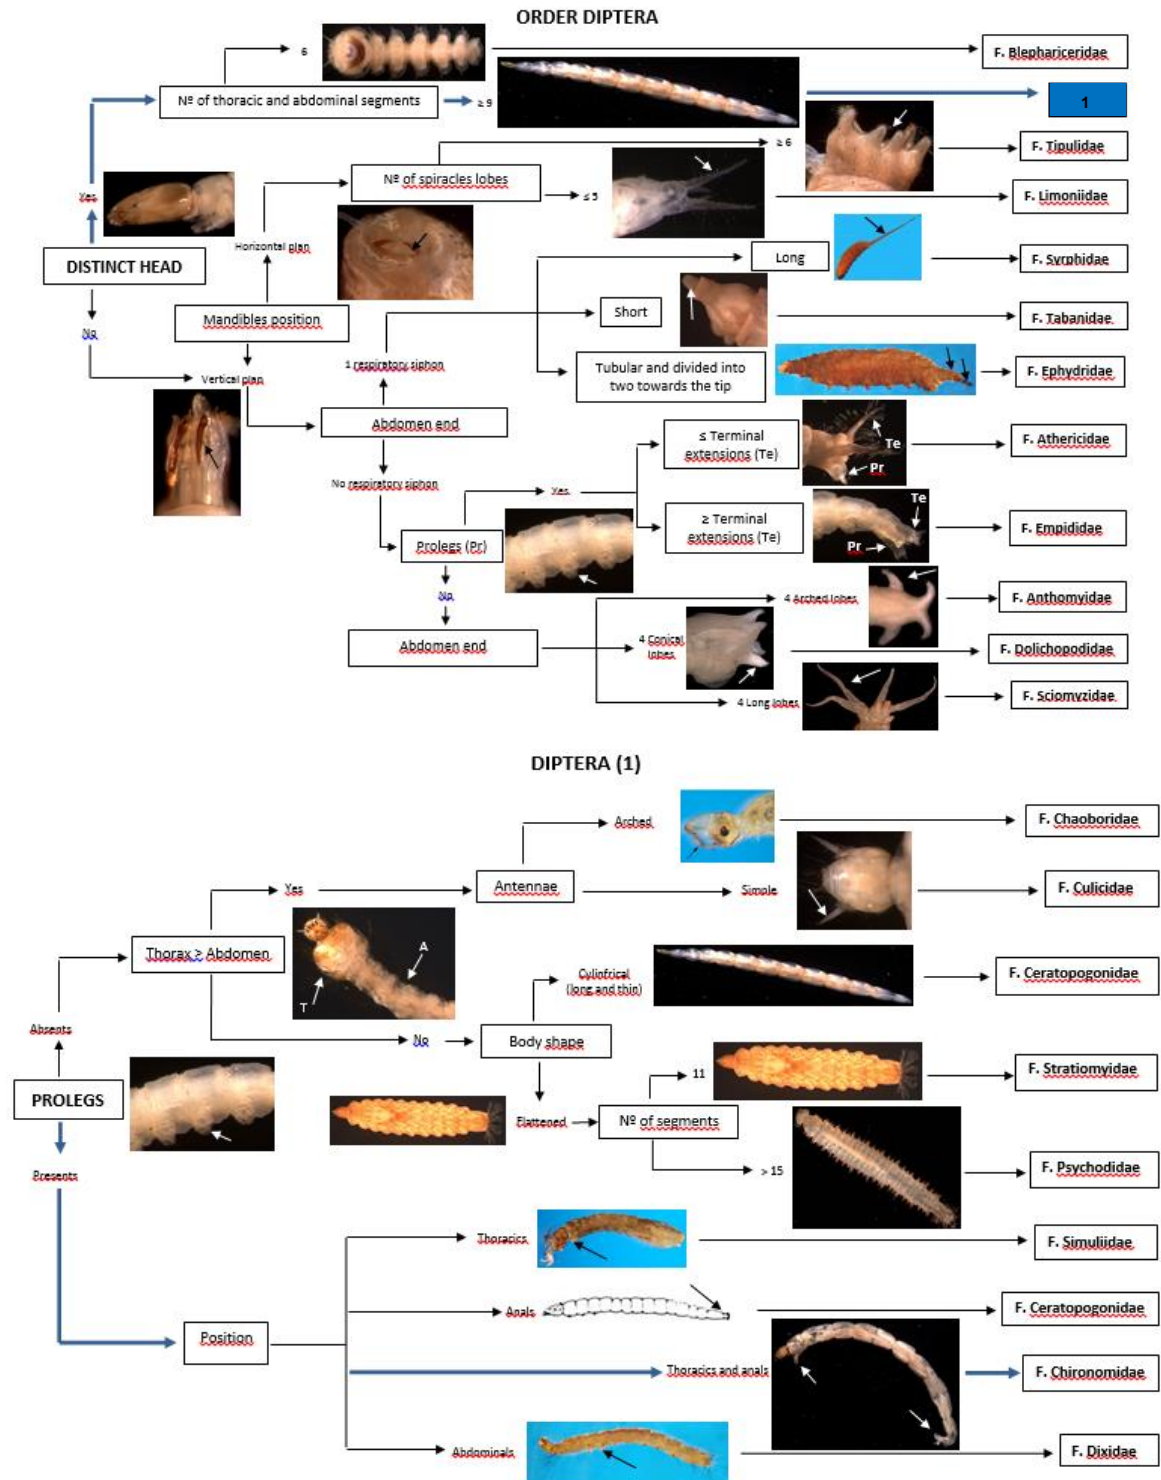 ORDER DIPTERA
6
F. Blephariceridae
Nº of thoracic and abdominal segments
≥ 9
1
≥ 6
F. Tipulidae
Nº of spiracles lobes
Yes
≤ 5
F. Limoniidae
Horizontal plan
DISTINCT HEAD
Long
F. Syrphidae
Mandibles position
Short
F. Tabanidae
No
1 respiratory siphon
Vertical plan
Tubular and divided into
two towards the tip
F. Ephydridae
Abdomen end
≤ Terminal
extensions (Te)
Te
Pr
F. Athericidae
No respiratory siphon
Yes
Te
≥ Terminal
extensions (Te)
Pr
F. Empididae
Prolegs (Pr)
No
4 Arched lobes
F. Anthomyidae
Abdomen end
4 Conical
lobes
F. Dolichopodidae
4 Long lobes
F. Sciomyzidae
DIPTERA (1)
Arched
F. Chaoboridae
Yes
Antennae
Simple
F. Culicidae
Thorax ≥ Abdomen
A
T
Cylinfrical
(long and thin)
F. Ceratopogonidae
Absents
No
Body shape
PROLEGS
11
F. Stratiomyidae
Flattened
Nº of segments
> 15
F. Psychodidae
Presents
Thoracics
F. Simuliidae
Anals
F. Ceratopogonidae
Position
Thoracics and anals
F. Chironomidae
Abdominals
F. Dixidae